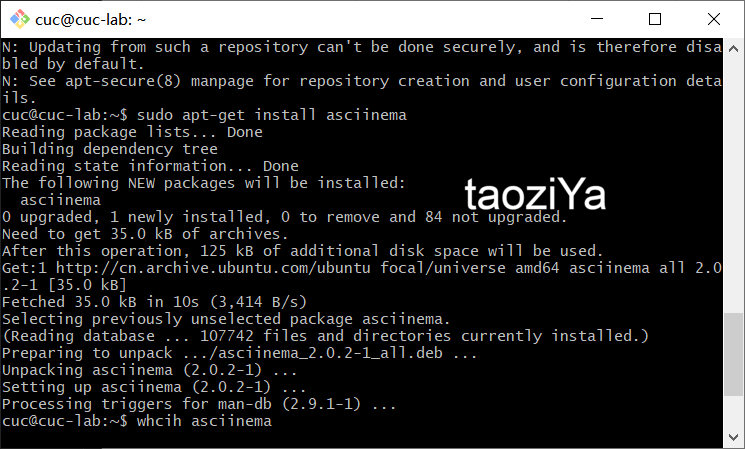 cuc@cuc-lab: ~
N: Updating from such a repository can't be done securely, and is therefore disa
bled by default.
N: See apt-secure(8) manpage for repository creation and user configuration deta
ils.
cuc@cuc-lab:~$ sudo apt-get install asciinema
Reading package lists... Done
Building dependency tree
Reading state information... Done
The following NEW packages will be installed:
  asciinema
taoziYa
0 upgraded, 1 newly installed, 0 to remove and 84 not upgraded.
Need to get 35.0 kB of archives.
After this operation, 125 kB of additional disk space will be used.
Get:1 http://cn.archive.ubuntu.com/ubuntu focal/universe amd64 asciinema all 2.0
.2-1 [35.0 kB]
Fetched 35.0 kB in 10s (3,414 B/s)
Selecting previously unselected package asciinema.
(Reading database ... 107742 files and directories currently installed.)
Preparing to unpack .../asciinema_2.0.2-1_all.deb ...
Unpacking asciinema (2.0.2-1) ...
Setting up asciinema (2.0.2-1) ...
Processing triggers for man-db (2.9.1-1) ...
cuc@cuc-lab:~$ whcih asciinema